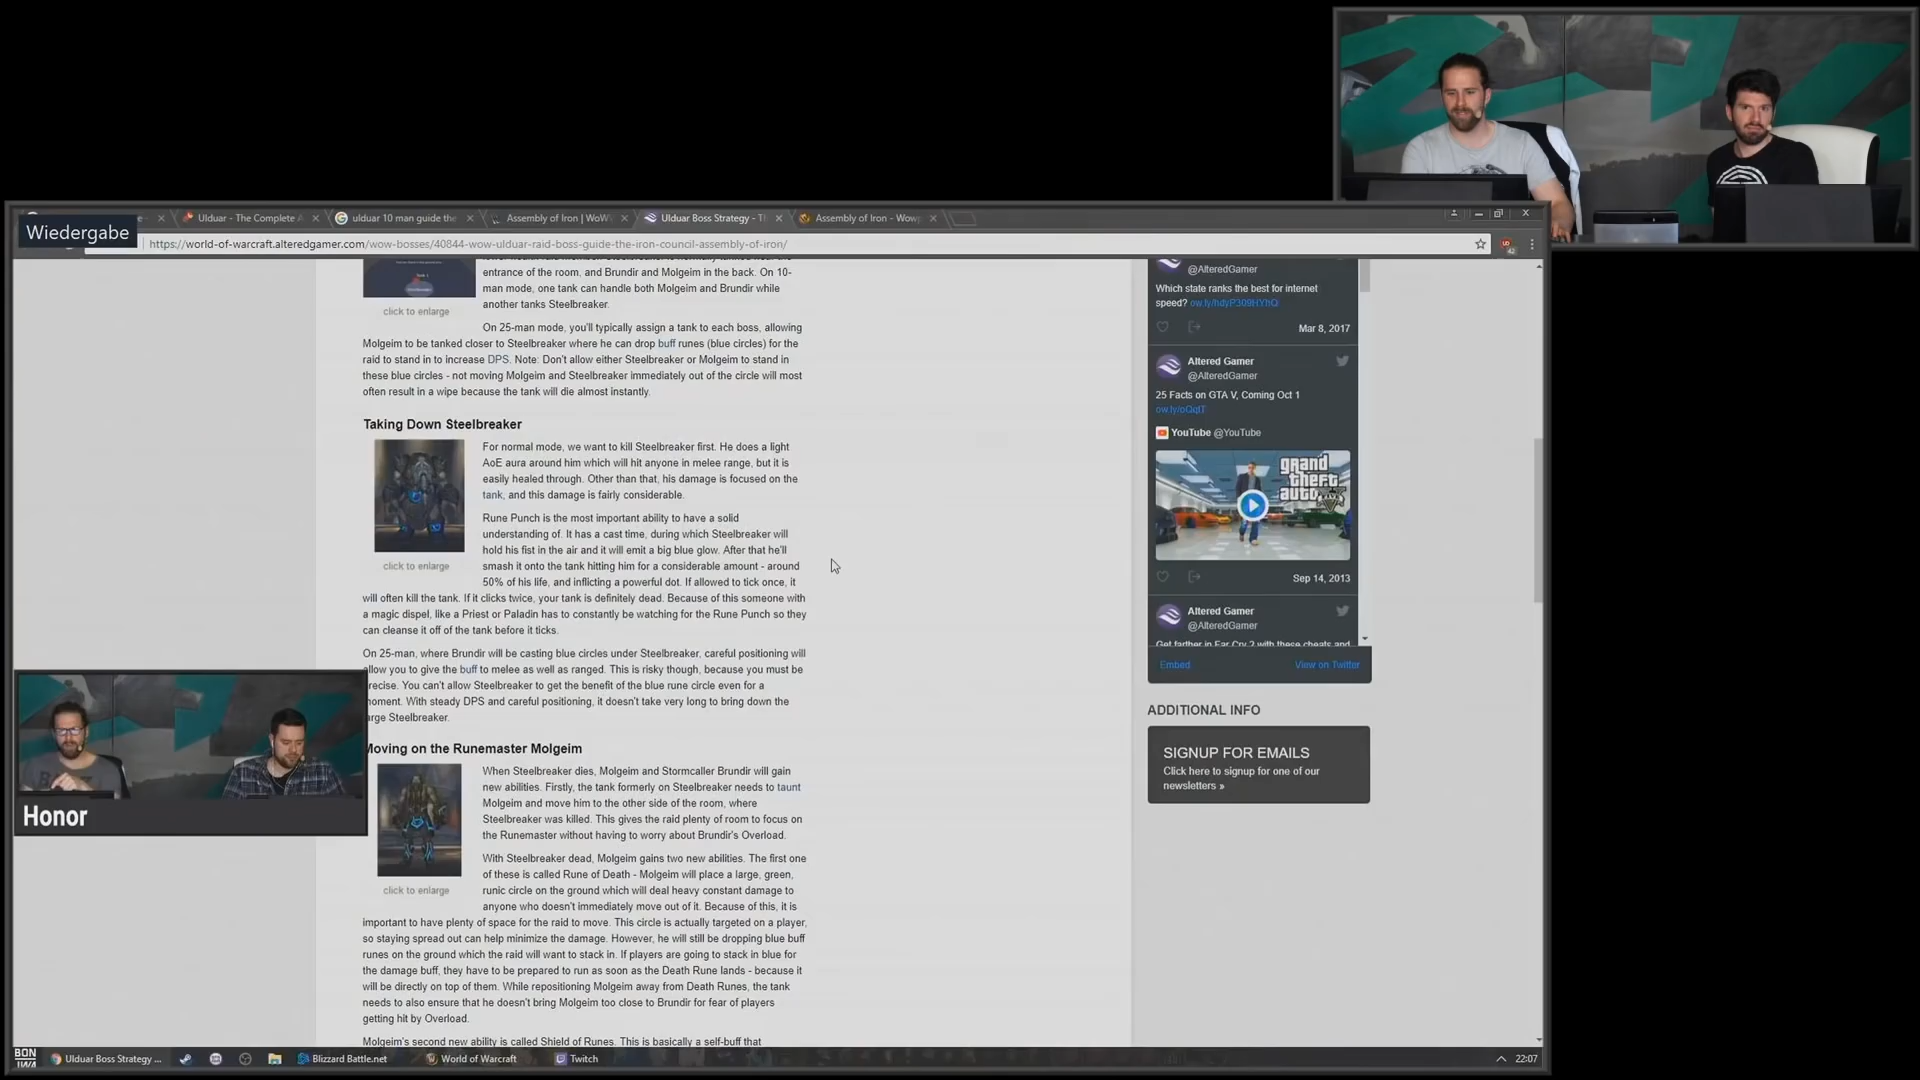 Wiedergabe
Ulduar - The Complete
ulduar 10 man guide the
Assembly of Iron | WoW
Ulduar Boss Strategy - T
Assembly of Iron - Wow
https://world-of-warcraft.alteredgamer.com/wow-bosses/40844-wow-ulduar-raid-boss-guide-the-iron-council-assembly-of-iron/
entrance of the room, and Brundir and Molgeim in the back. On 10-
man mode, one tank can handle both Molgeim and Brundir while
another tanks Steelbreaker.
click to enlarge
On 25-man mode, you'll typically assign a tank to each boss, allowing
Molgeim to be tanked closer to Steelbreaker where he can drop buff runes (blue circles) for the
raid to stand in to increase DPS. Note: Don't allow either Steelbreaker or Molgeim to stand in
these blue circles - not moving Molgeim and Steelbreaker immediately out of the circle will most
often result in a wipe because the tank will die almost instantly.
Taking Down Steelbreaker
For normal mode, we want to kill Steelbreaker first. He does a light
AoE aura around him which will hit anyone in melee range, but it is
easily healed through. Other than that, his damage is focused on the
tank, and this damage is fairly considerable.
Rune Punch is the most important ability to have a solid
understanding of. It has a cast time, during which Steelbreaker will
hold his fist in the air and it will emit a big blue glow. After that he'll
smash it onto the tank hitting him for a considerable amount - around
50% of his life, and inflicting a powerful dot. If allowed to tick once, it
click to enlarge
will often kill the tank. If it clicks twice, your tank is definitely dead. Because of this someone with
a magic dispel, like a Priest or Paladin has to constantly be watching for the Rune Punch so they
can cleanse it off of the tank before it ticks.
On 25-man, where Brundir will be casting blue circles under Steelbreaker, careful positioning will
allow you to give the buff to melee as well as ranged. This is risky though, because you must be
recise. You can't allow Steelbreaker to get the benefit of the blue rune circle even for a
oment. With steady DPS and careful positioning, it doesn't take very long to bring down the
arge Steelbreaker.
Moving on the Runemaster Molgeim
When Steelbreaker dies, Molgeim and Stormcaller Brundir will gain
new abilities. Firstly, the tank formerly on Steelbreaker needs to taunt
Molgeim and move him to the other side of the room, where
Steelbreaker was killed. This gives the raid plenty of room to focus on
the Runemaster without having to worry about Brundir's Overload.
With Steelbreaker dead, Molgeim gains two new abilities. The first one
of these is called Rune of Death - Molgeim will place a large, green,
runic circle on the ground which will deal heavy constant damage to
anyone who doesn't immediately move out of it. Because of this, it is
click to enlarge
important to have plenty of space for the raid to move. This circle is actually targeted on a player,
so staying spread out can help minimize the damage. However, he will still be dropping blue buff
runes on the ground which the raid will want to stack in. If players are going to stack in blue for
the damage buff, they have to be prepared to run as soon as the Death Rune lands - because it
will be directly on top of them. While repositioning Molgeim away from Death Runes, the tank
needs to also ensure that he doesn't bring Molgeim too close to Brundir for fear of players
getting hit by Overload.
Molgeim's second new ability is called Shield of Runes. This is basically a self-buff that
@AlteredGamer
Which state ranks the best for internet
speed? ow.ly/hdyP309HYhQ
Mar 8, 2017
Altered Gamer
@AlteredGamer
25 Facts on GTA V, Coming Oct 1
ow.ly/oOqtT
YouTube @YouTube
grand
theft
auto
Sep 14, 2013
Altered Gamer
@AlteredGamer
Get farther in Far Cry 2 with these cheats and
Embed
View on Twitter
ADDITIONAL INFO
SIGNUP FOR EMAILS
Click here to signup for one of our
newsletters »
Honor
BON
Ulduar Boss Strategy ...
Blizzard Battle.net
World of Warcraft
Twitch
22:07